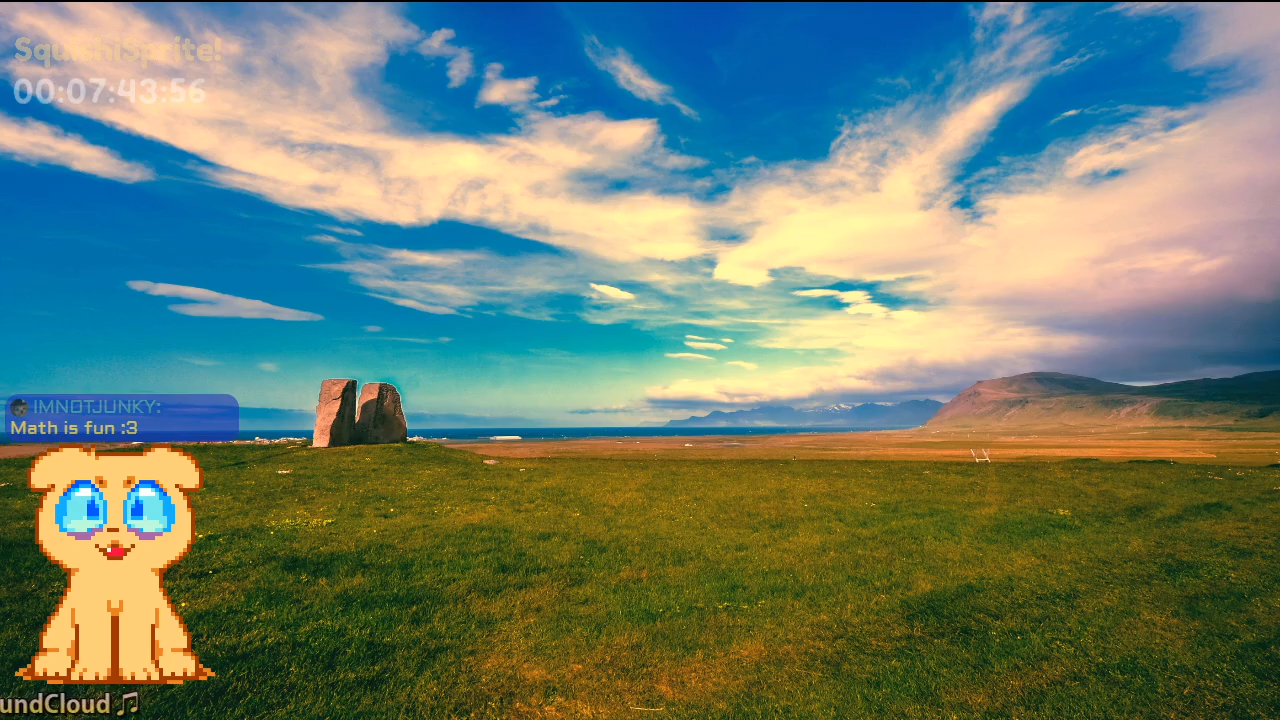 SquishiSprite!
00:07:43:56
IMNOTJUNKY:
Math is fun :3
undCloud